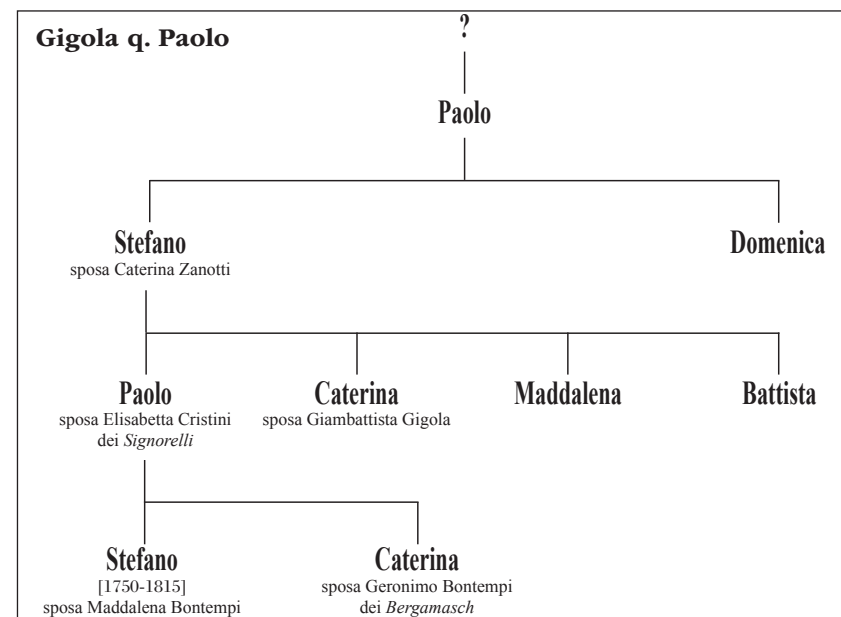 Gigola q. Paolo
?
Paolo
Stefano
sposa Caterina Zanotti
Domenica
Paolo
sposa Elisabetta Cristini
dei Signorelli
Caterina
sposa Giambattista Gigola
Maddalena
Battista
Stefano
[1750-1815]
sposa Maddalena Bontempi
Caterina
sposa Geronimo Bontempi
dei Bergamasch